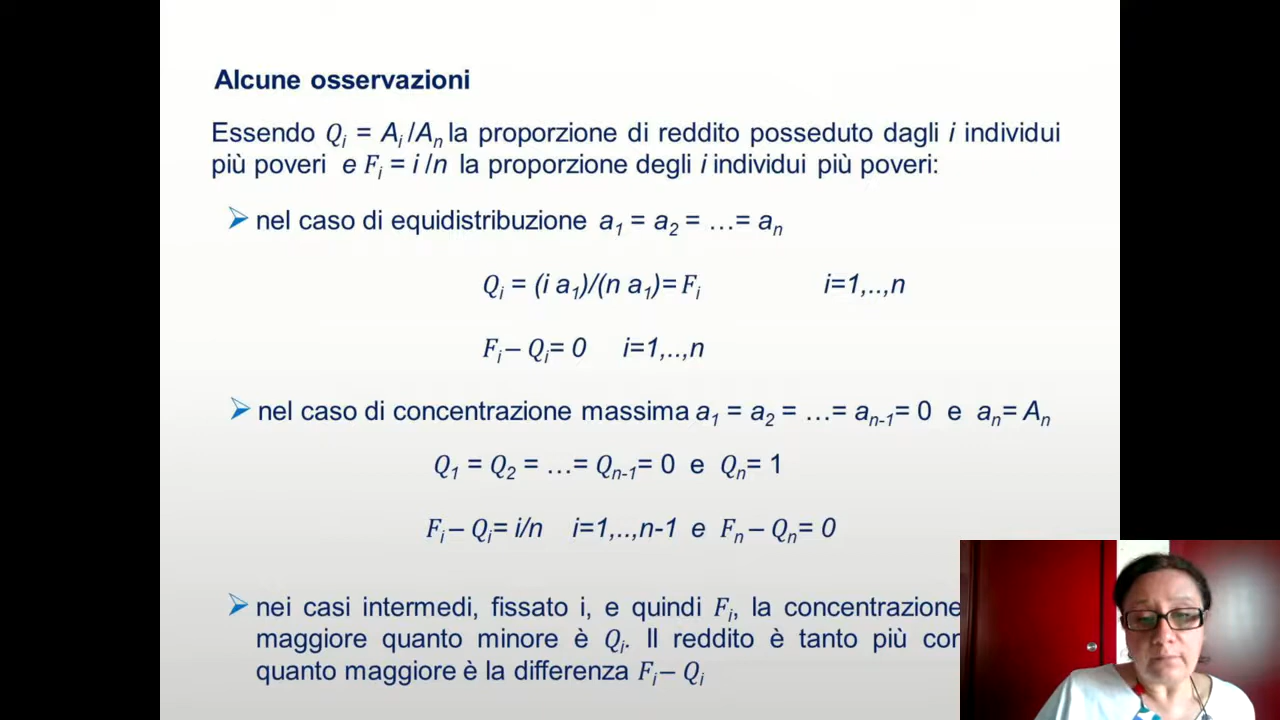 Alcune osservazioni
Essendo Qi = Ai /An la proporzione di reddito posseduto dagli i individui
più poveri e Fi = i /n la proporzione degli i individui più poveri:
nel caso di equidistribuzione a1 = a2 = …= an
Qi = (i a1)/(n a1)= Fi i=1,..,n
Fi – Qi= 0 i=1,..,n
nel caso di concentrazione massima a1 = a2 = …= an-1= 0 e an= An
Q1 = Q2 = …= Qn-1= 0 e Qn= 1
Fi – Qi= i/n i=1,..,n-1 e Fn – Qn= 0
nei casi intermedi, fissato i, e quindi Fi, la concentrazione
maggiore quanto minore è Qi. Il reddito è tanto più
quanto maggiore è la differenza Fi – Qi